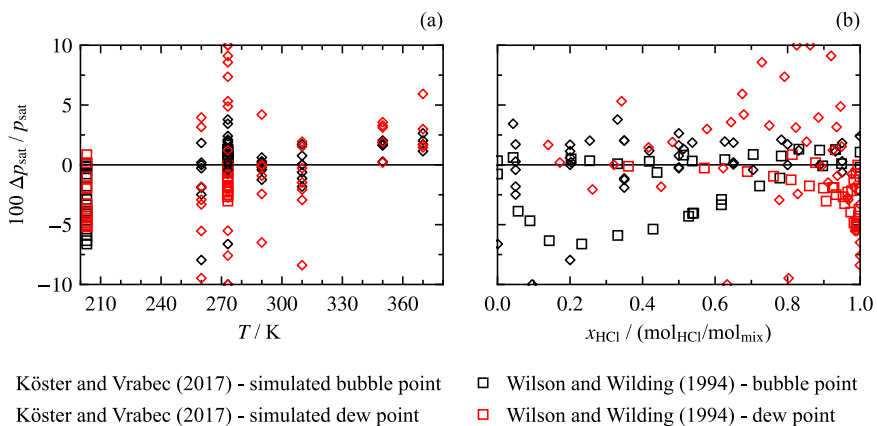 (a)
(b)
10
5
0
−5
−10
100 Δp_sat / p_sat
210 240 270 300 330 360
0.0 0.2 0.4 0.6 0.8 1.0
T / K
x_HCl / (mol_HCl/mol_mix)
Köster and Vrabec (2017) - simulated bubble point
Wilson and Wilding (1994) - bubble point
Köster and Vrabec (2017) - simulated dew point
Wilson and Wilding (1994) - dew point